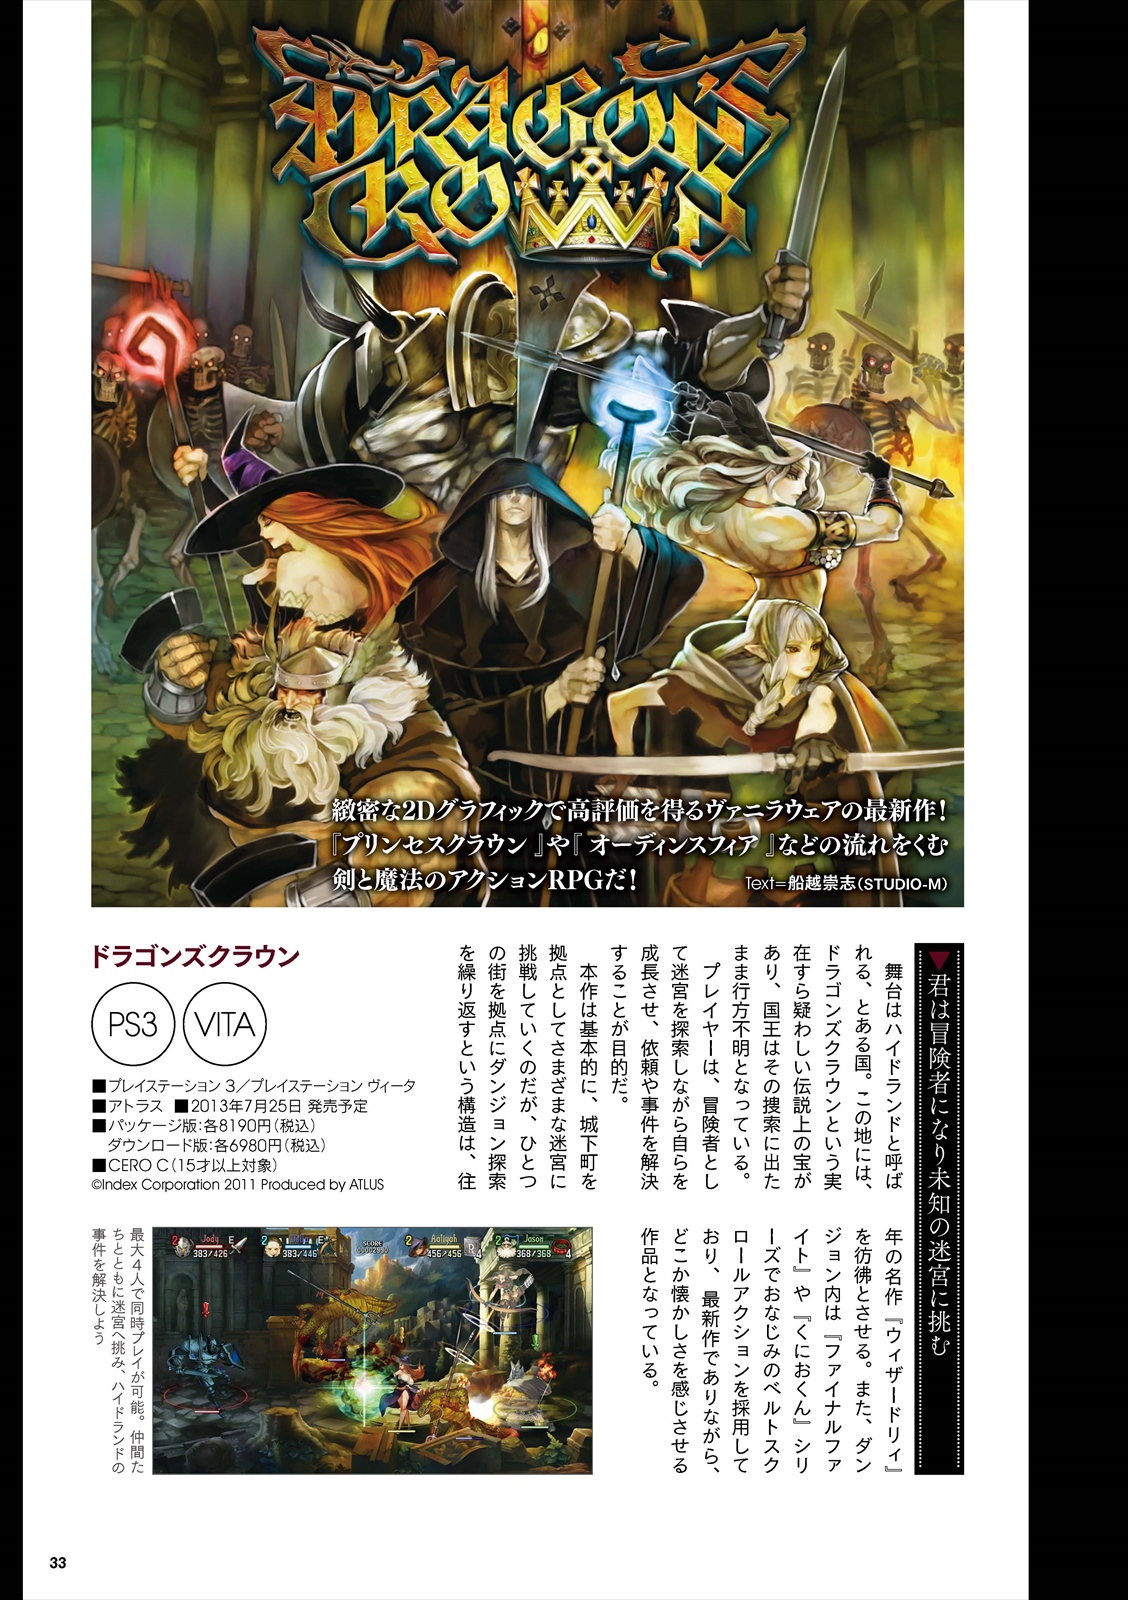 DRAGON'S
CROWN
緻密な2Dグラフィックで高評価を得るヴァニラウェアの最新作！
『プリンセスクラウン』や『オーディンスフィア』などの流れをくむ
剣と魔法のアクションRPGだ！
Text=船越崇志（STUDIO-M）
▼君は冒険者になり未知の迷宮に挑む
舞台はハイドランドと呼ば
れる、とある国。この地には、
ドラゴンズクラウンという実
在すら疑わしい伝説上の宝が
あり、国王はその捜索に出た
まま行方不明となっている。
プレイヤーは、冒険者とし
て迷宮を探索しながら自らを
成長させ、依頼や事件を解決
することが目的だ。
本作は基本的に、城下町を
拠点としてさまざまな迷宮に
挑戦していくのだが、ひとつ
の街を拠点にダンジョン探索
を繰り返すという構造は、往
年の名作『ウィザードリィ』
を彷彿とさせる。また、ダン
ジョン内は『ファイナルファ
イト』や『くにおくん』シリ
ーズでおなじみのベルトスク
ロールアクションを採用して
おり、最新作でありながら、
どこか懐かしさを感じさせる
作品となっている。
ドラゴンズクラウン
PS3
VITA
■プレイステーション 3／プレイステーション ヴィータ
■アトラス ■2013年7月25日 発売予定
■パッケージ版：各8190円（税込）
ダウンロード版：各6980円（税込）
■CERO C（15才以上対象）
©Index Corporation 2011 Produced by ATLUS
2 Jody 383/426 E
2 383/446 E
SCORE
2 Aaliyah 456/456 R 4
2 Jason 368/368 4
最大４人で同時プレイが可能。仲間た
ちとともに迷宮へ挑み、ハイドランドの
事件を解決しよう
33